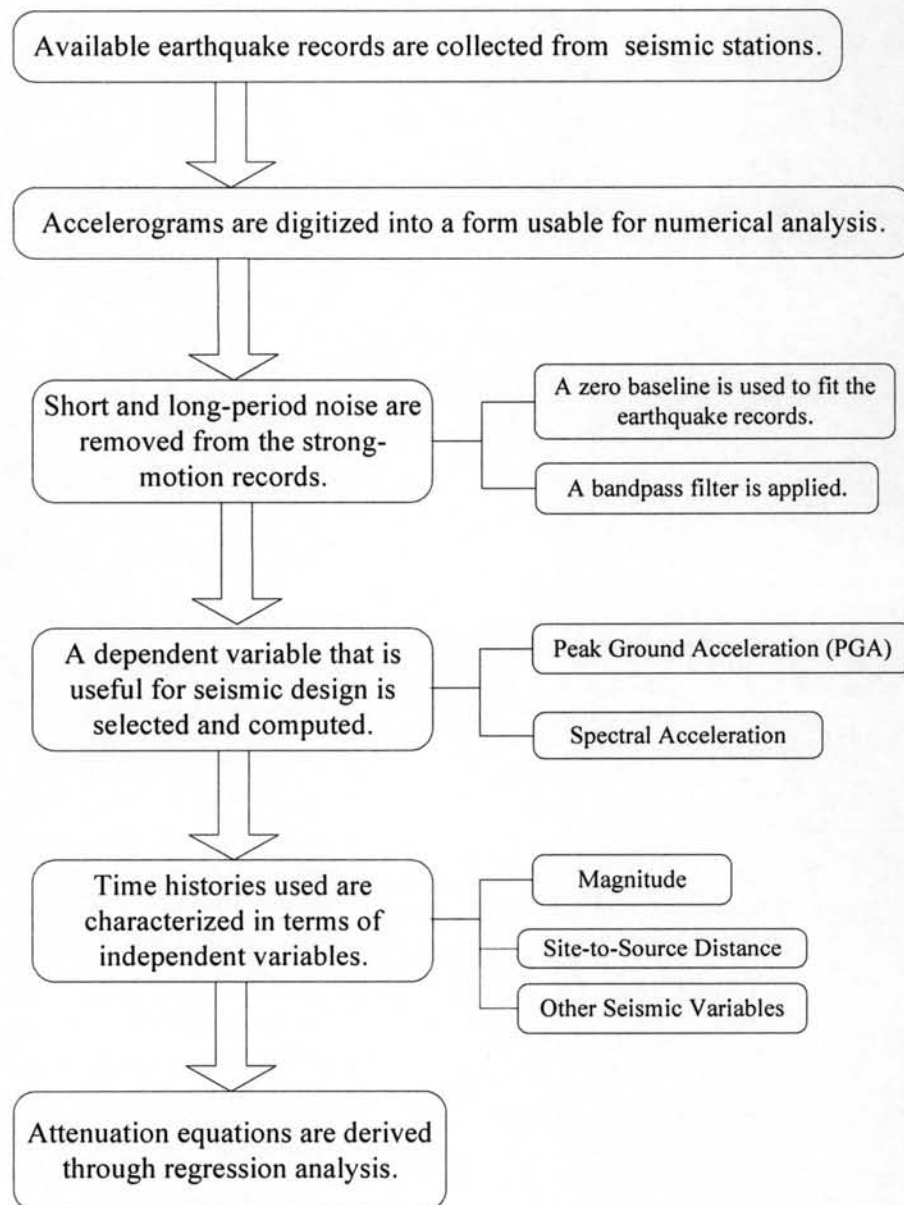 Available earthquake records are collected from seismic stations.
Accelerograms are digitized into a form usable for numerical analysis.
Short and long-period noise are
removed from the strong-
motion records.
A zero baseline is used to fit the
earthquake records.
A bandpass filter is applied.
A dependent variable that is
useful for seismic design is
selected and computed.
Peak Ground Acceleration (PGA)
Spectral Acceleration
Time histories used are
characterized in terms of
independent variables.
Magnitude
Site-to-Source Distance
Other Seismic Variables
Attenuation equations are derived
through regression analysis.